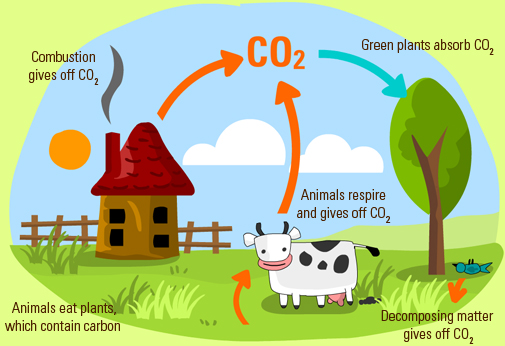 Combustion
gives off CO₂
CO₂
Green plants absorb CO₂
Animals respire
and gives off CO₂
Animals eat plants,
which contain carbon
Decomposing matter
gives off CO₂